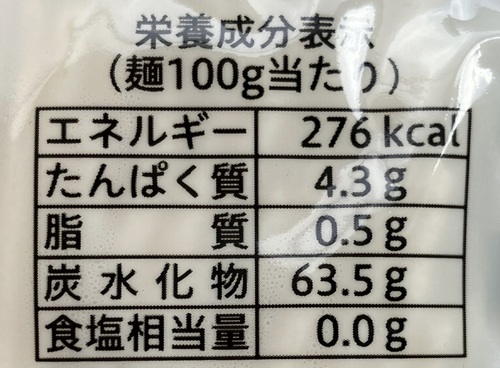 栄養成分表示
（麺100g当たり）
エネルギー 276 kcal
たんぱく質 4.3 g
脂質 0.5 g
炭水化物 63.5 g
食塩相当量 0.0 g